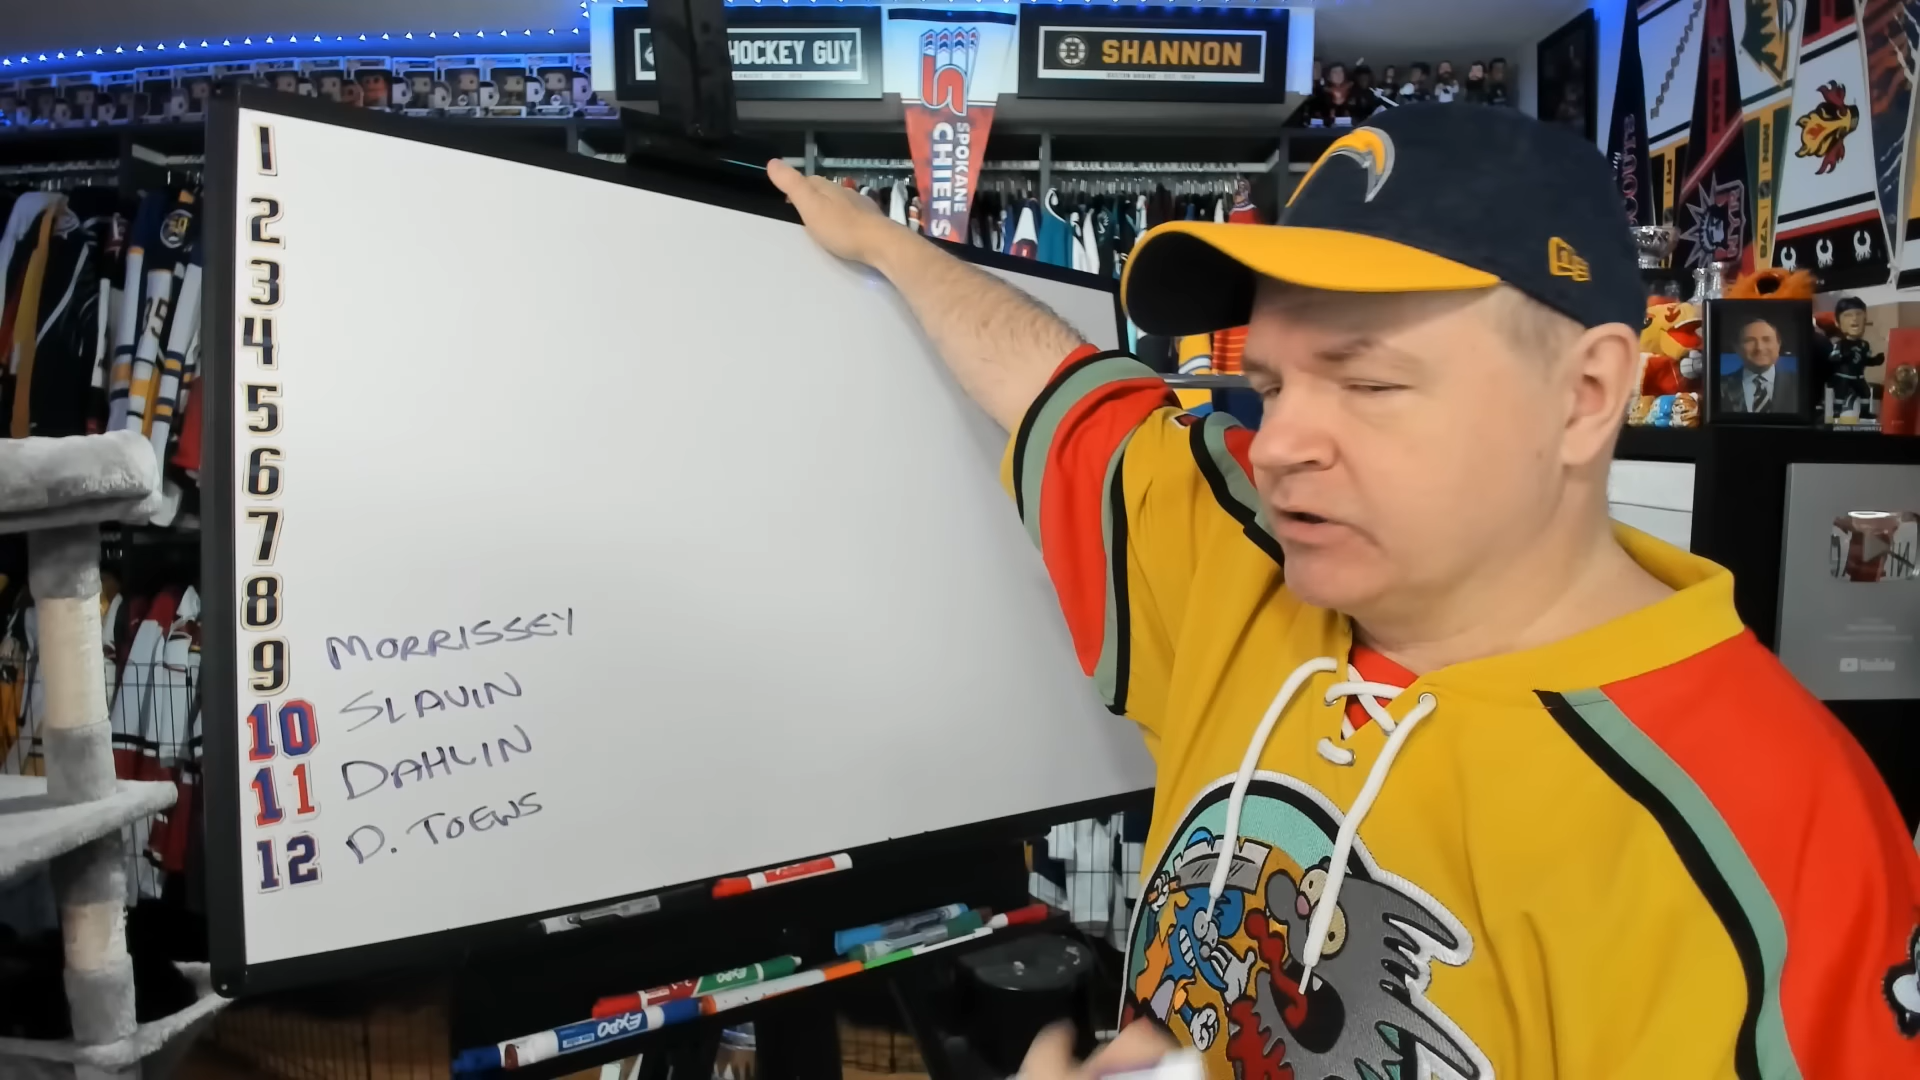 HOCKEY GUY
SHANNON
SPOKANE
CHIEFS
1
2
3
4
5
6
7
8
9 MORRISSEY
10 SLAVIN
11 DAHLIN
12 D. TOEWS
EXPO
EXPO
YouTube